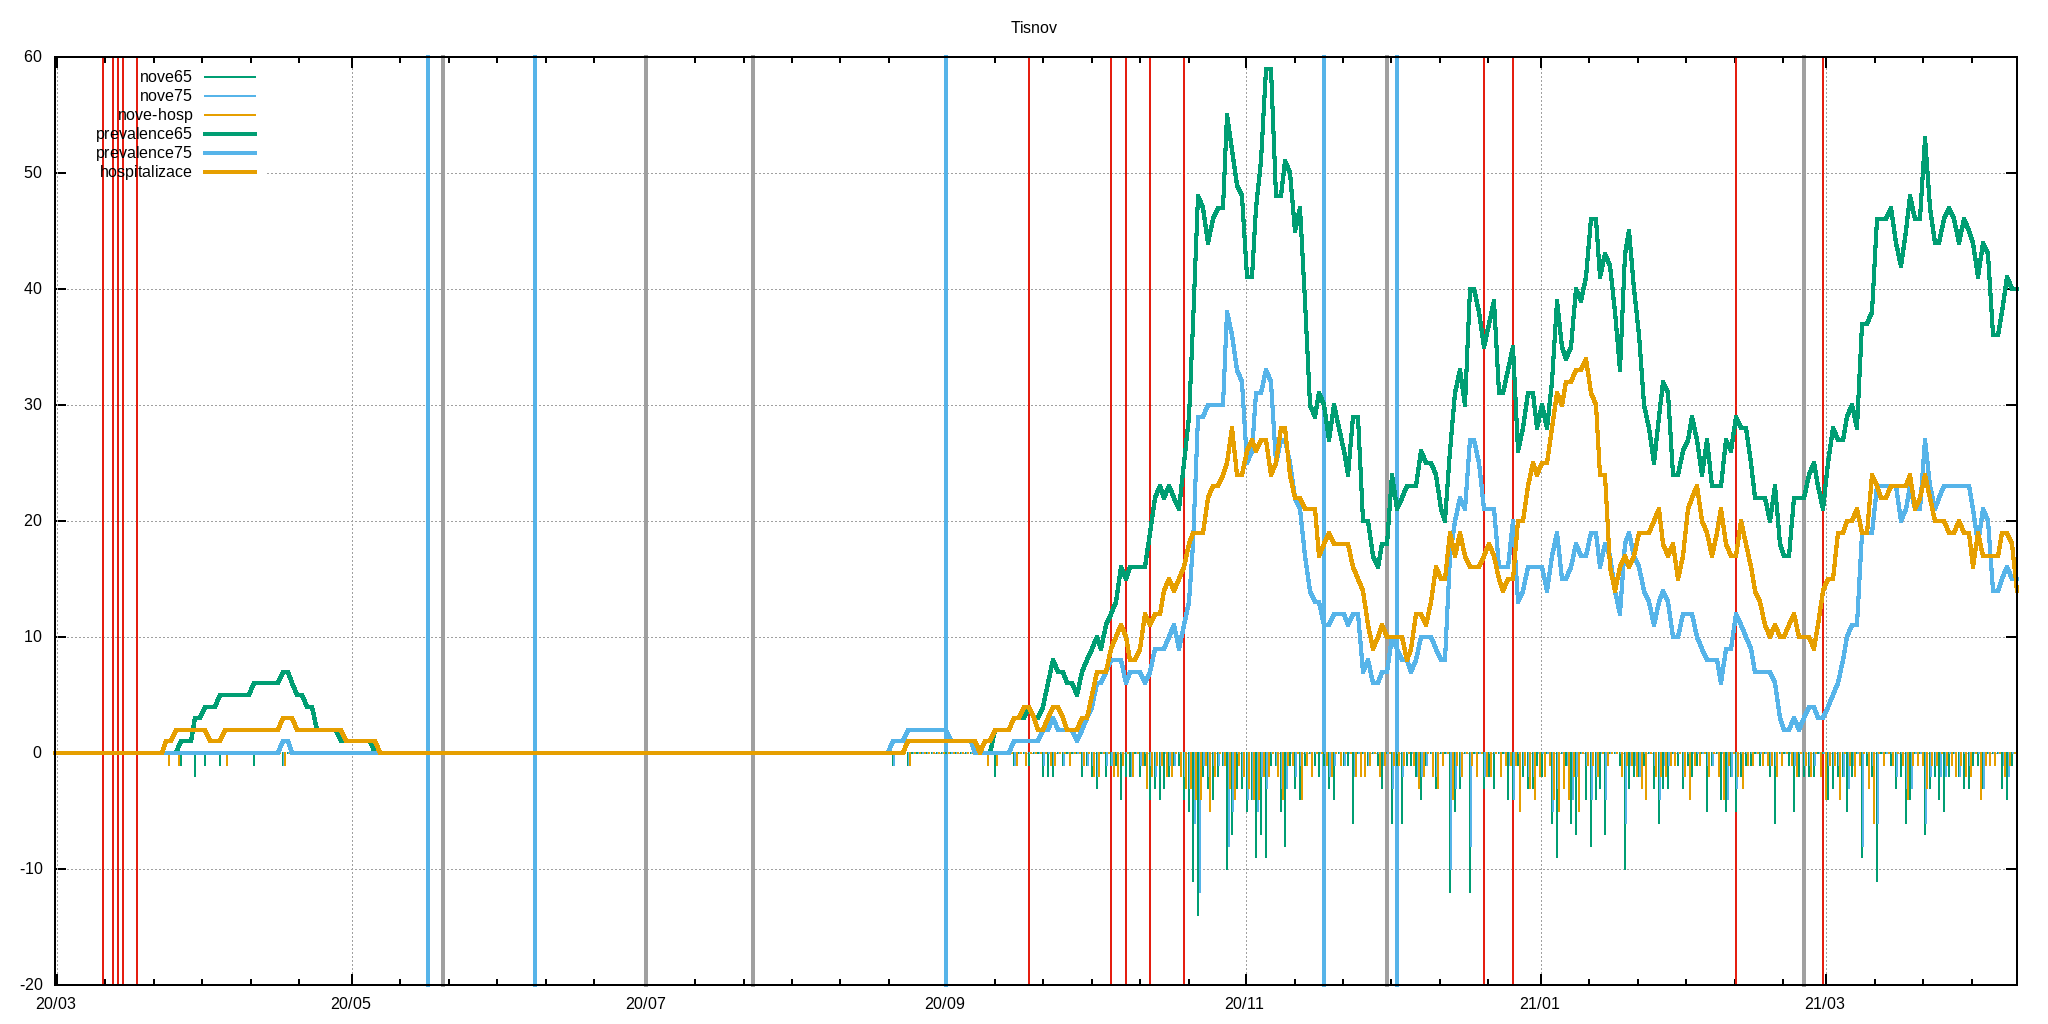 Tisnov
60
50
40
30
20
10
0
-10
-20
nove65
nove75
nove-hosp
prevalence65
prevalence75
hospitalizace
20/03 20/05 20/07 20/09 20/11 21/01 21/03